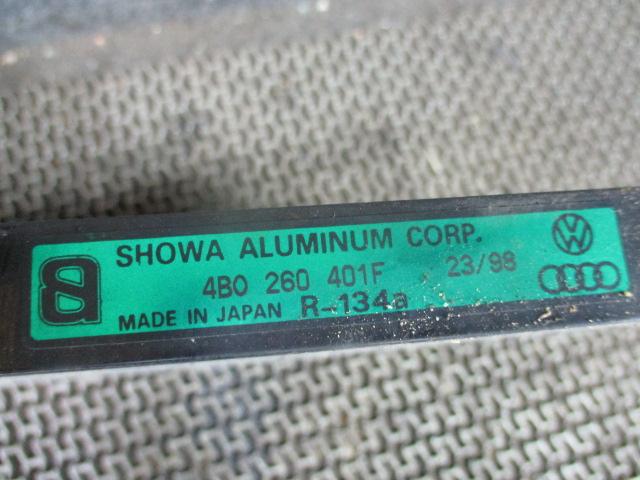 SHOWA ALUMINUM CORP.
4B0 260 401F 23/98
MADE IN JAPAN R-134a